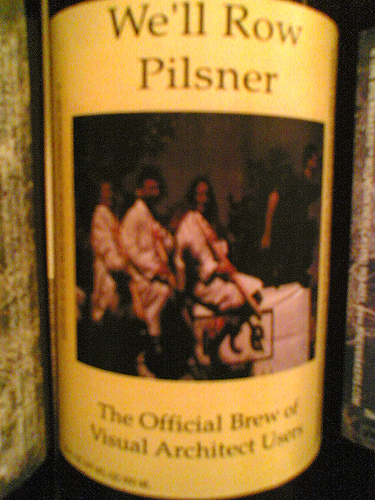 We'll Row
Pilsner
The Official Brew of
Visual Architect Users